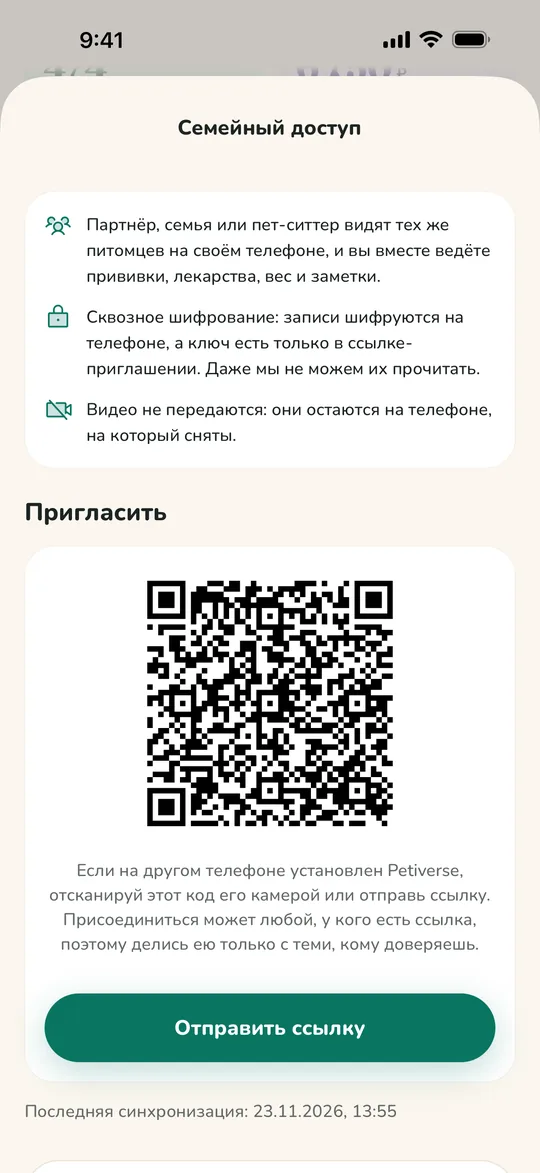 9:41
Семейный доступ
Партнёр, семья или пет-ситтер видят тех же
питомцев на своём телефоне, и вы вместе ведёте
прививки, лекарства, вес и заметки.
Сквозное шифрование: записи шифруются на
телефоне, а ключ есть только в ссылке-
приглашении. Даже мы не можем их прочитать.
Видео не передаются: они остаются на телефоне,
на который сняты.
Пригласить
Если на другом телефоне установлен Petiverse,
отсканируй этот код его камерой или отправь ссылку.
Присоединиться может любой, у кого есть ссылка,
поэтому делись ею только с теми, кому доверяешь.
Отправить ссылку
Последняя синхронизация: 23.11.2026, 13:55